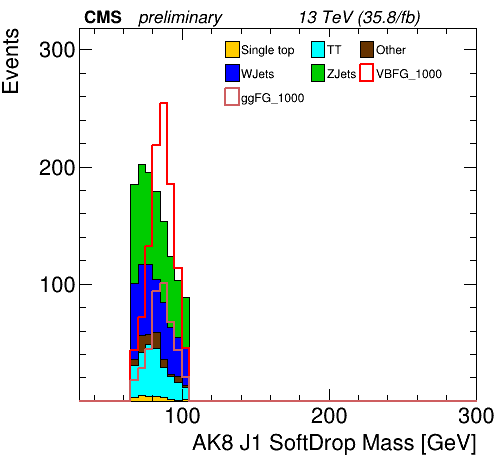 CMS preliminary 13 TeV (35.8/fb)
Events
300
200
100
Single top TT Other
WJets ZJets VBFG_1000
ggFG_1000
100 200 300
AK8 J1 SoftDrop Mass [GeV]